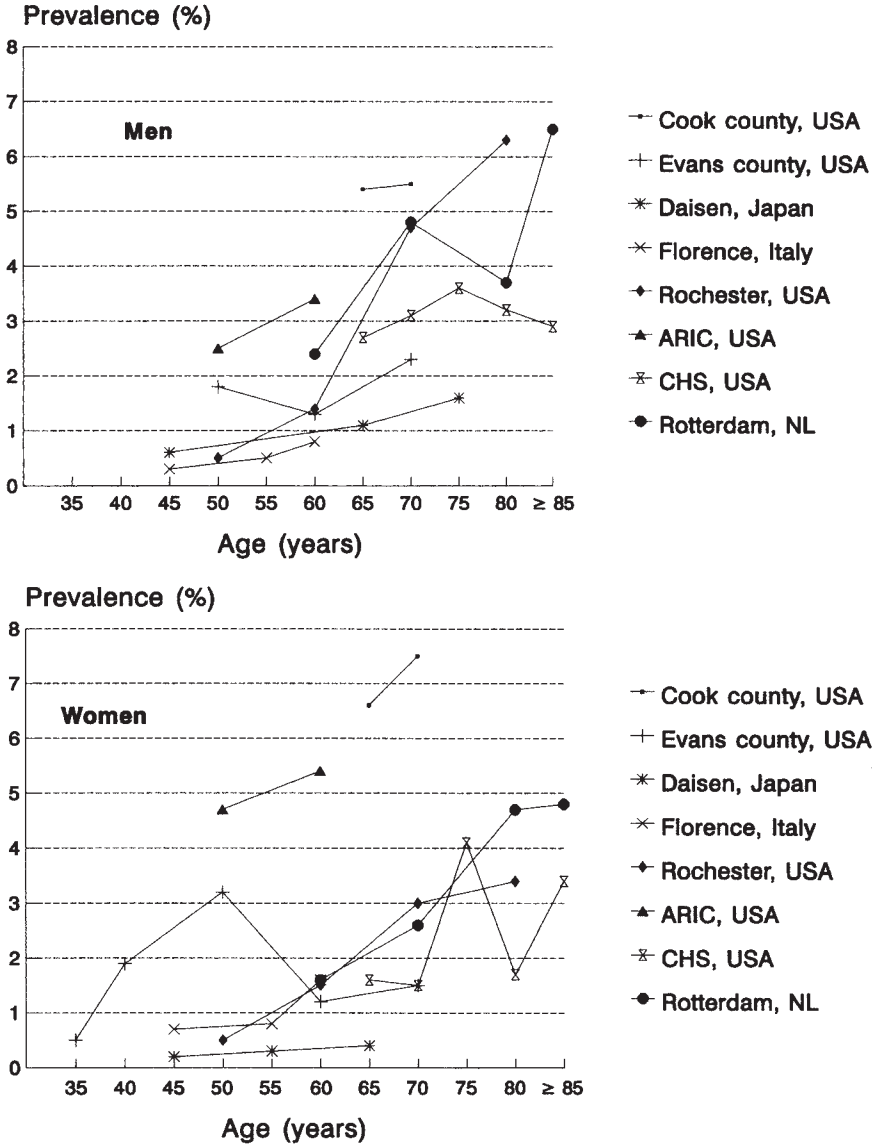 Prevalence (%)
8
7
6
5
4
3
2
1
0
Men
35 40 45 50 55 60 65 70 75 80 ≥ 85
Age (years)
Cook county, USA
Evans county, USA
Daisen, Japan
Florence, Italy
Rochester, USA
ARIC, USA
CHS, USA
Rotterdam, NL
Prevalence (%)
8
7
6
5
4
3
2
1
0
Women
35 40 45 50 55 60 65 70 75 80 ≥ 85
Age (years)
Cook county, USA
Evans county, USA
Daisen, Japan
Florence, Italy
Rochester, USA
ARIC, USA
CHS, USA
Rotterdam, NL